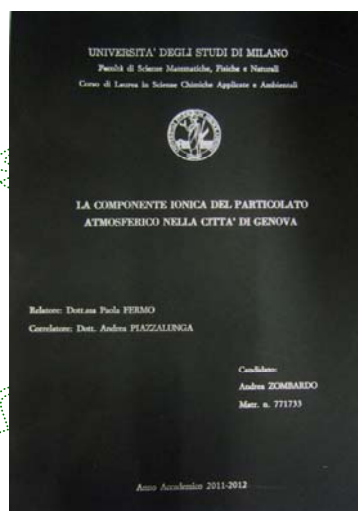 UNIVERSITA' DEGLI STUDI DI MILANO
Facoltà di Scienze Matematiche, Fisiche e Naturali
Corso di Laurea in Scienze Chimiche Applicate e Ambientali
LA COMPONENTE IONICA DEL PARTICOLATO
ATMOSFERICO NELLA CITTA' DI GENOVA
Relatore: Dott.ssa Paola FERMO
Correlatore: Dott. Andrea PIAZZALUNGA
Candidato:
Andrea ZOMBARDO
Matr. n. 771733
Anno Accademico 2011-2012